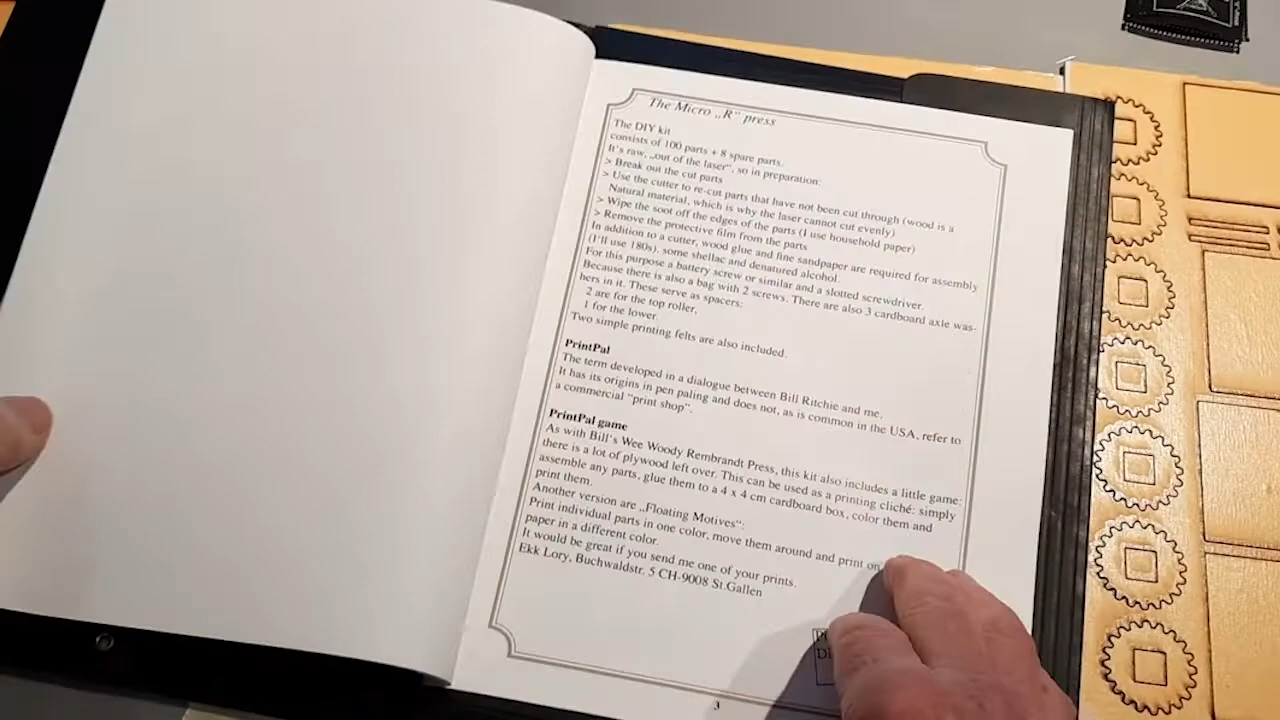 The Micro „R“ press
The DIY kit
consists of 100 parts + 8 spare parts.
It's raw, „out of the laser“, so in preparation:
> Break out the cut parts
> Use the cutter to re-cut parts that have not been cut through (wood is a
Natural material, which is why the laser cannot cut evenly)
> Wipe the soot off the edges of the parts (I use household paper)
> Remove the protective film from the parts
In addition to a cutter, wood glue and fine sandpaper are required for assembly
(I'll use 180s), some shellac and denatured alcohol.
For this purpose a battery screw or similar and a slotted screwdriver.
Because there is also a bag with 2 screws. There are also 3 cardboard axle was-
hers in it. These serve as spacers:
2 are for the top roller,
1 for the lower.
Two simple printing felts are also included.
PrintPal
The term developed in a dialogue between Bill Ritchie and me.
It has its origins in pen paling and does not, as is common in the USA, refer to
a commercial “print shop”.
PrintPal game
As with Bill's Wee Woody Rembrandt Press, this kit also includes a little game:
there is a lot of plywood left over. This can be used as a printing cliché: simply
assemble any parts, glue them to a 4 x 4 cm cardboard box, color them and
print them.
Another version are „Floating Motives“:
Print individual parts in one color, move them around and print on
paper in a different color.
It would be great if you send me one of your prints.
Ekk Lory, Buchwaldstr. 5 CH-9008 St.Gallen
3